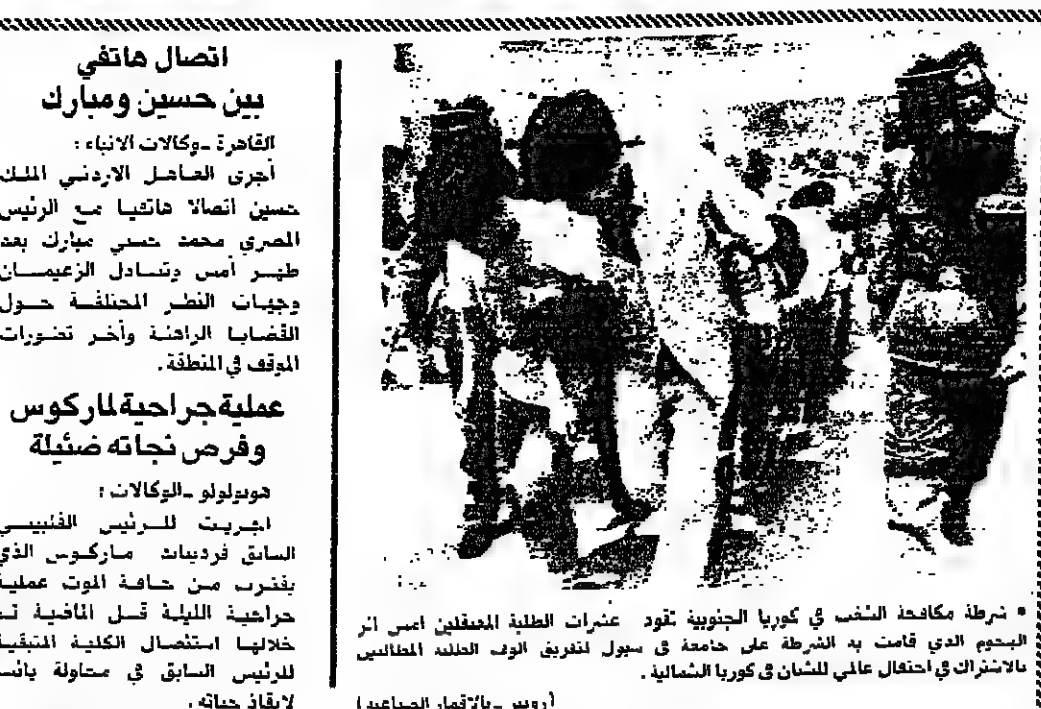 اتصال هاتفي
بين حسين ومبارك
القاهرة ـ وكالات الانباء :
أجرى العاهل الاردني الملك
حسين اتصالا هاتفيا مع الرئيس
المصري محمد حسني مبارك بعد
ظهر أمس وتبادل الزعيمان
وجهات النظر المختلفة حول
القضايا الراهنة وأخر تطورات
الموقف في المنطقة .
عملية جراحية لماركوس
وفرص نجاته ضئيلة
هونولولو ـ الوكالات :
اجريت للرئيس الفلبيبي
السابق فرديناند ماركوس الذي
يقترب من حافة الموت عملية
جراحية الليلة قبل الماضية تم
خلالها استئصال الكلية المتبقية
للرئيس السابق في محاولة يائسة
لانقاذ حياته .
• شرطة مكافحة الشغب في كوريا الجنوبية تقود عشرات الطلبة المعتقلين امس اثر
الهجوم الذي قامت به الشرطة على جامعة في سيول لتفريق الوف الطلبة المطالبين
بالاشتراك في احتفال عالمي للشبان في كوريا الشمالية .
(رويتر ـ بالاقمار الصناعية)